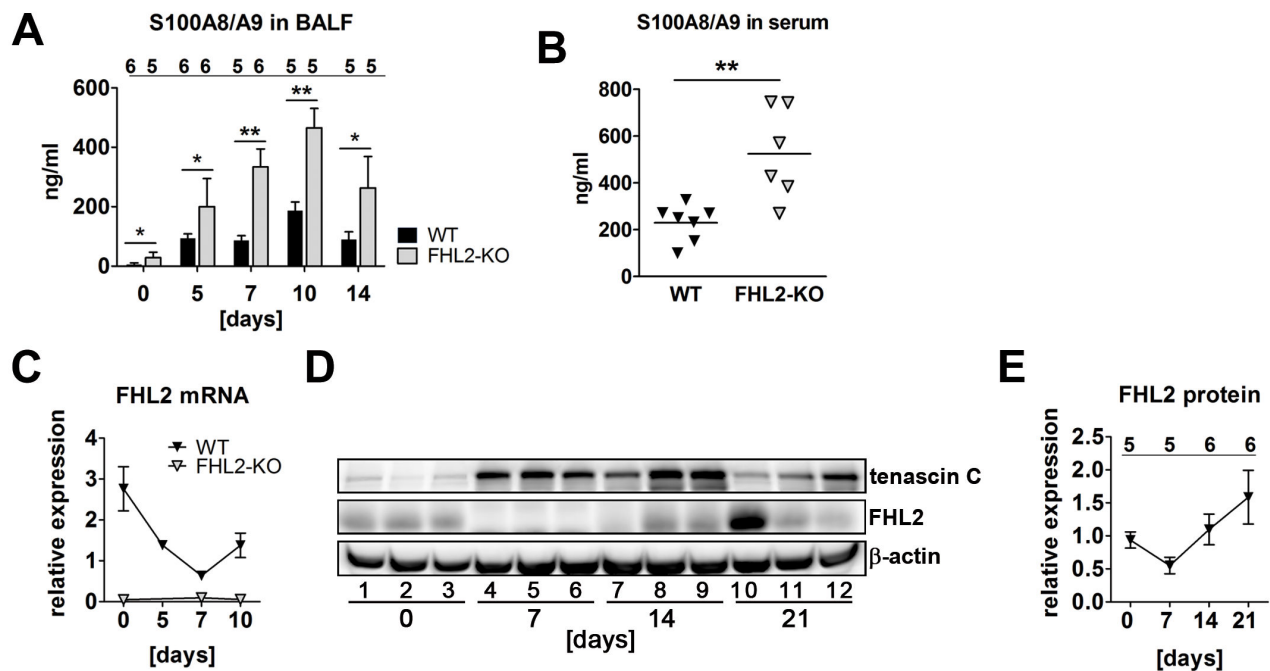 A
S100A8/A9 in BALF
6 5 6 6 5 6 5 5 5 5
600
400
200
0
ng/ml
* * ** ** *
0 5 7 10 14
[days]
WT
FHL2-KO
B
S100A8/A9 in serum
**
800
600
400
200
0
ng/ml
WT FHL2-KO
C
FHL2 mRNA
4
3
2
1
0
relative expression
WT
FHL2-KO
0 5 7 10
[days]
D
tenascin C
FHL2
β-actin
1 2 3 4 5 6 7 8 9 10 11 12
0 7 14 21
[days]
E
FHL2 protein
5 5 6 6
2.5
2.0
1.5
1.0
0.5
0.0
relative expression
0 7 14 21
[days]